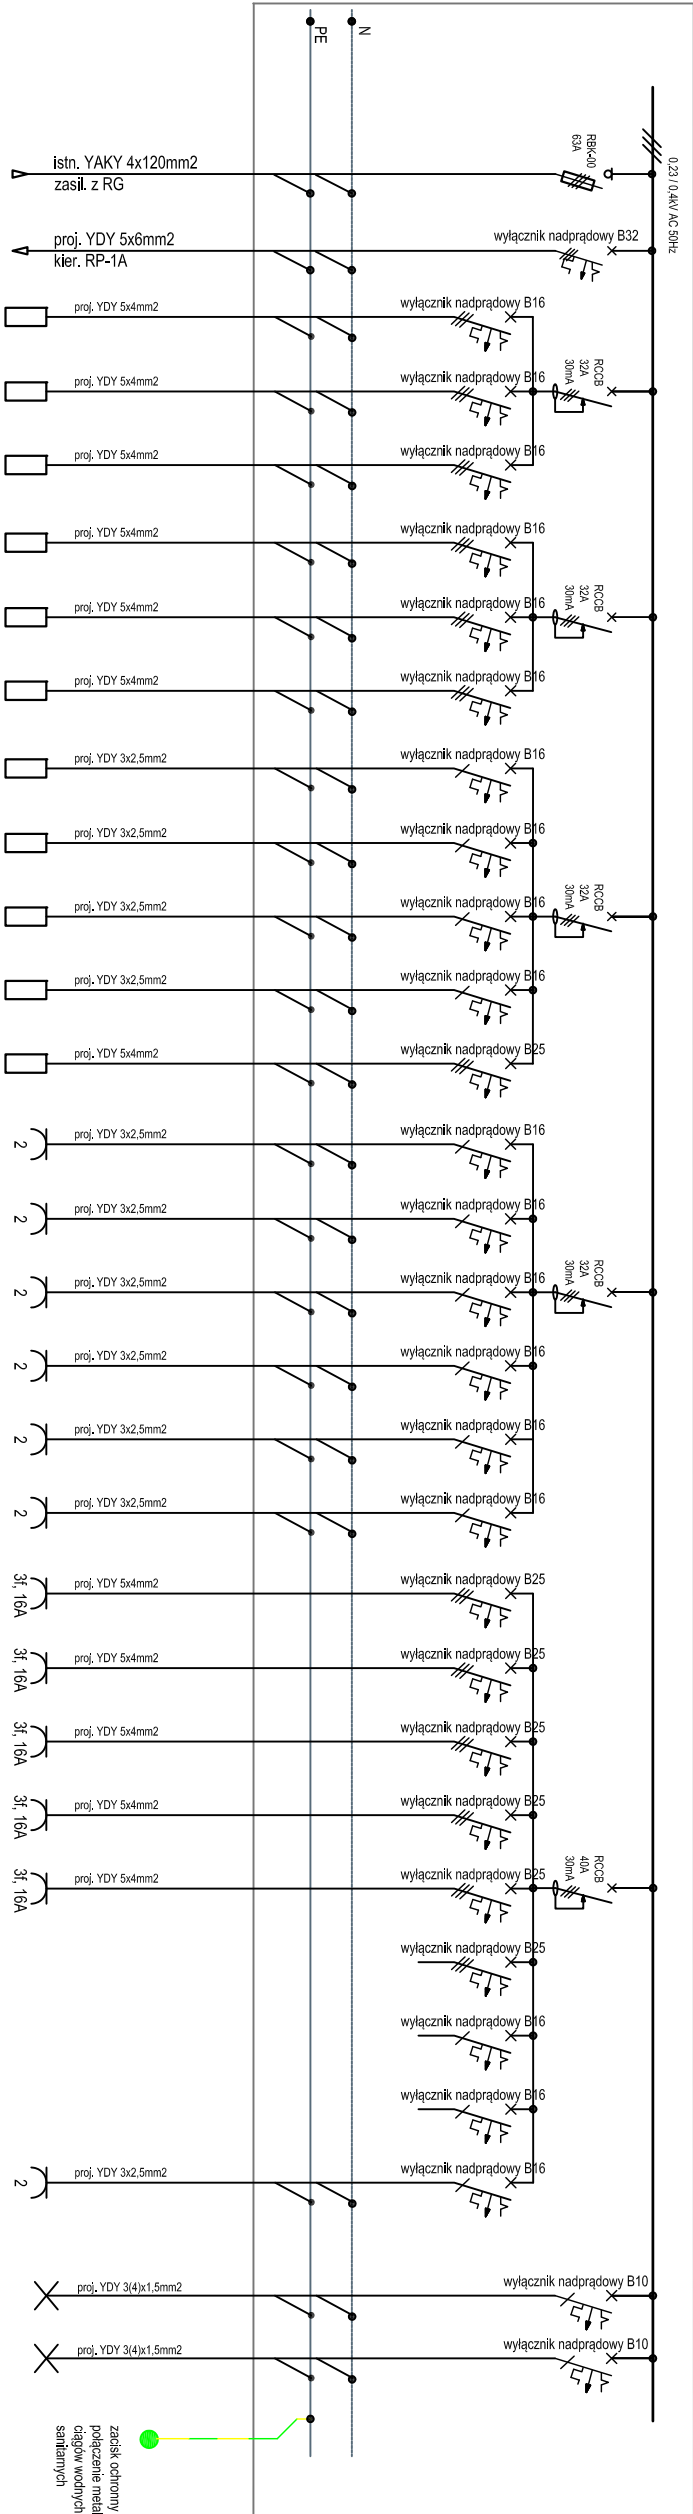 N
PE
0,23 / 0,4kV AC 50Hz
RBK-00
63A
istn. YAKY 4x120mm2
zasil. z RG
wyłącznik nadprądowy B32
proj. YDY 5x6mm2
kier. RP-1A
wyłącznik nadprądowy B16
proj. YDY 5x4mm2
RCCB
32A
30mA
wyłącznik nadprądowy B16
proj. YDY 5x4mm2
wyłącznik nadprądowy B16
proj. YDY 5x4mm2
wyłącznik nadprądowy B16
proj. YDY 5x4mm2
RCCB
32A
30mA
wyłącznik nadprądowy B16
proj. YDY 5x4mm2
wyłącznik nadprądowy B16
proj. YDY 5x4mm2
wyłącznik nadprądowy B16
proj. YDY 3x2,5mm2
wyłącznik nadprądowy B16
proj. YDY 3x2,5mm2
RCCB
32A
30mA
wyłącznik nadprądowy B16
proj. YDY 3x2,5mm2
wyłącznik nadprądowy B16
proj. YDY 3x2,5mm2
wyłącznik nadprądowy B25
proj. YDY 5x4mm2
wyłącznik nadprądowy B16
proj. YDY 3x2,5mm2
2
wyłącznik nadprądowy B16
proj. YDY 3x2,5mm2
2
RCCB
32A
30mA
wyłącznik nadprądowy B16
proj. YDY 3x2,5mm2
2
wyłącznik nadprądowy B16
proj. YDY 3x2,5mm2
2
wyłącznik nadprądowy B16
proj. YDY 3x2,5mm2
2
wyłącznik nadprądowy B16
proj. YDY 3x2,5mm2
2
wyłącznik nadprądowy B25
proj. YDY 5x4mm2
3f, 16A
wyłącznik nadprądowy B25
proj. YDY 5x4mm2
3f, 16A
wyłącznik nadprądowy B25
proj. YDY 5x4mm2
3f, 16A
wyłącznik nadprądowy B25
proj. YDY 5x4mm2
3f, 16A
RCCB
40A
30mA
wyłącznik nadprądowy B25
proj. YDY 5x4mm2
3f, 16A
wyłącznik nadprądowy B25
wyłącznik nadprądowy B16
wyłącznik nadprądowy B16
wyłącznik nadprądowy B16
proj. YDY 3x2,5mm2
2
wyłącznik nadprądowy B10
proj. YDY 3(4)x1,5mm2
wyłącznik nadprądowy B10
proj. YDY 3(4)x1,5mm2
zacisk ochronny
połączenie metal
ciągów wodnych
sanitarnych